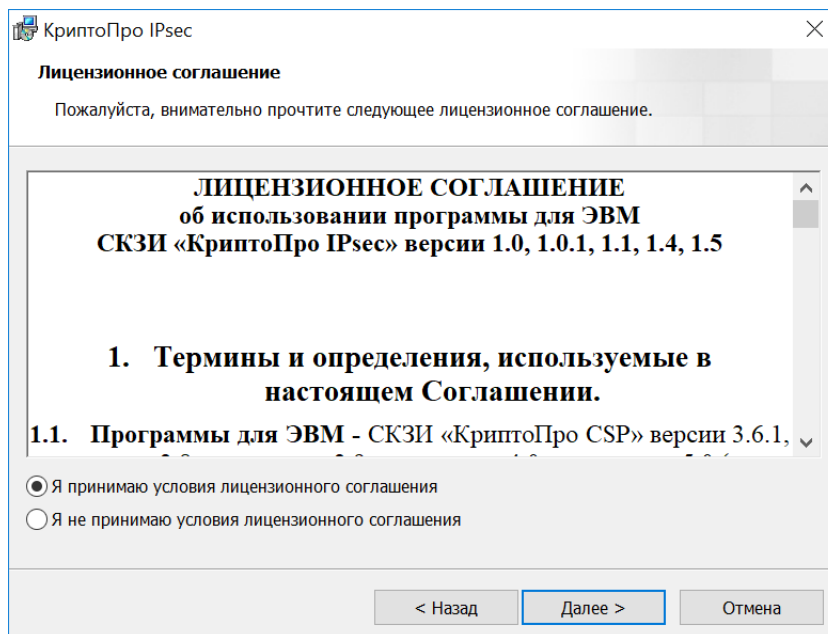 КриптоПро IPsec
Лицензионное соглашение
Пожалуйста, внимательно прочтите следующее лицензионное соглашение.
ЛИЦЕНЗИОННОЕ СОГЛАШЕНИЕ
об использовании программы для ЭВМ
СКЗИ «КриптоПро IPsec» версии 1.0, 1.0.1, 1.1, 1.4, 1.5
1. Термины и определения, используемые в
настоящем Соглашении.
1.1. Программы для ЭВМ - СКЗИ «КриптоПро CSP» версии 3.6.1,
Я принимаю условия лицензионного соглашения
Я не принимаю условия лицензионного соглашения
< Назад
Далее >
Отмена